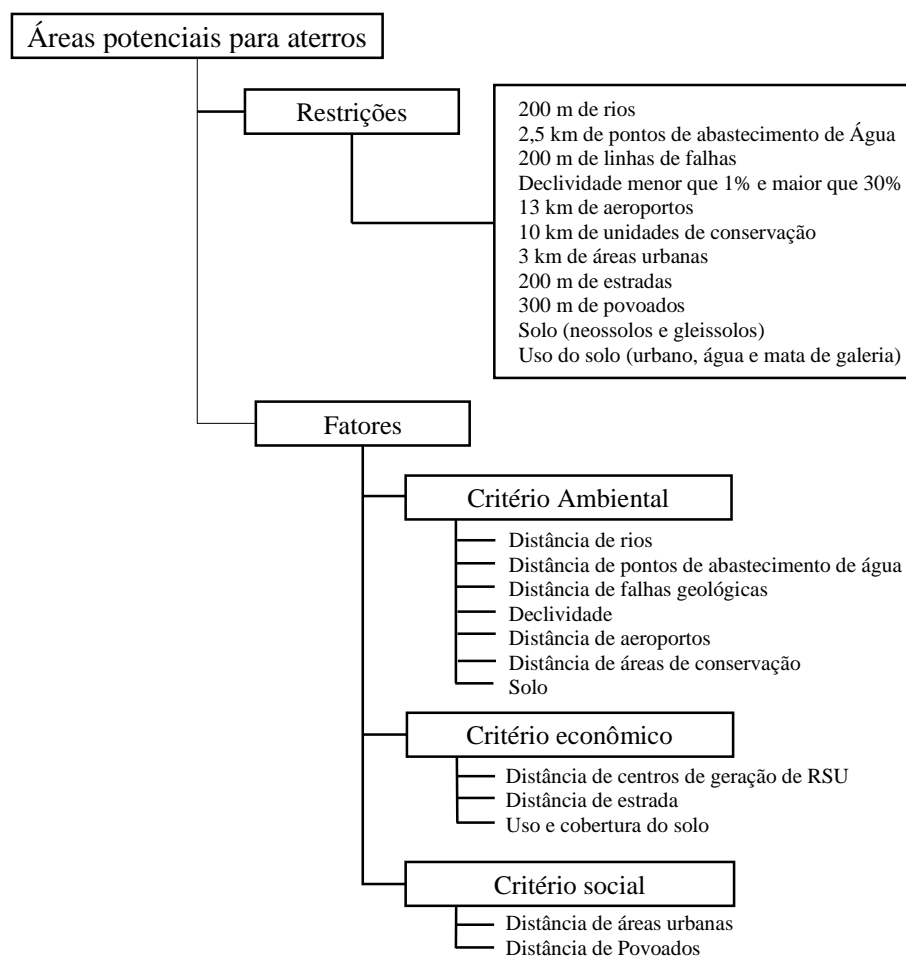 Áreas potenciais para aterros
Restrições
200 m de rios
2,5 km de pontos de abastecimento de Água
200 m de linhas de falhas
Declividade menor que 1% e maior que 30%
13 km de aeroportos
10 km de unidades de conservação
3 km de áreas urbanas
200 m de estradas
300 m de povoados
Solo (neossolos e gleissolos)
Uso do solo (urbano, água e mata de galeria)
Fatores
Critério Ambiental
Distância de rios
Distância de pontos de abastecimento de água
Distância de falhas geológicas
Declividade
Distância de aeroportos
Distância de áreas de conservação
Solo
Critério econômico
Distância de centros de geração de RSU
Distância de estrada
Uso e cobertura do solo
Critério social
Distância de áreas urbanas
Distância de Povoados